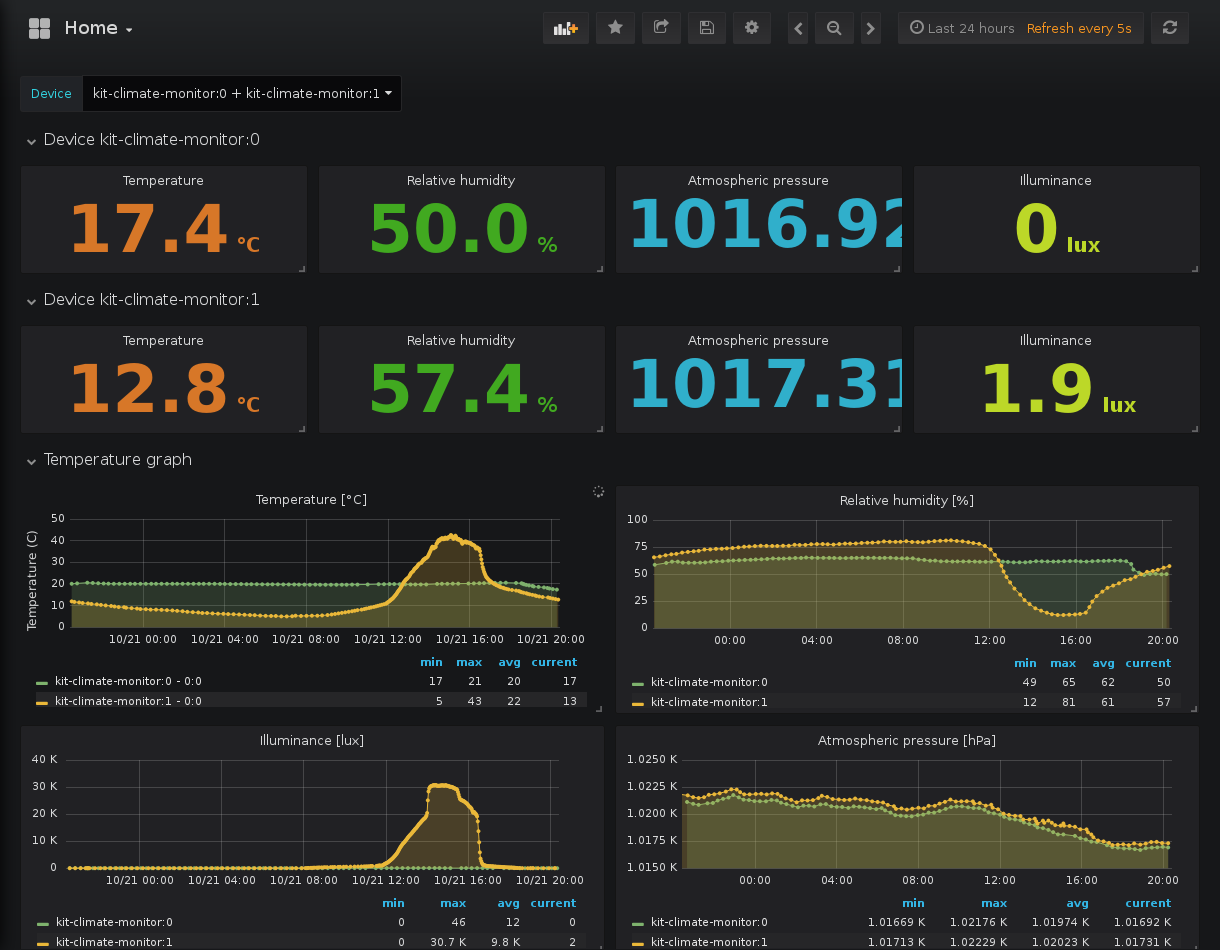 Home
Last 24 hours Refresh every 5s
Device kit-climate-monitor:0 + kit-climate-monitor:1
Device kit-climate-monitor:0
Temperature Relative humidity Atmospheric pressure Illuminance
17.4 °C 50.0 % 1016.92 0 lux
Device kit-climate-monitor:1
Temperature Relative humidity Atmospheric pressure Illuminance
12.8 °C 57.4 % 1017.31 1.9 lux
Temperature graph
Temperature [°C]
Temperature (C)
50
40
30
20
10
0
10/21 00:00 10/21 04:00 10/21 08:00 10/21 12:00 10/21 16:00 10/21 20:00
min max avg current
kit-climate-monitor:0 - 0:0 17 21 20 17
kit-climate-monitor:1 - 0:0 5 43 22 13
Relative humidity [%]
100
75
50
25
0
00:00 04:00 08:00 12:00 16:00 20:00
min max avg current
kit-climate-monitor:0 49 65 62 50
kit-climate-monitor:1 12 81 61 57
Illuminance [lux]
40 K
30 K
20 K
10 K
0
10/21 00:00 10/21 04:00 10/21 08:00 10/21 12:00 10/21 16:00 10/21 20:00
min max avg current
kit-climate-monitor:0 0 46 12 0
kit-climate-monitor:1 0 30.7 K 9.8 K 2
Atmospheric pressure [hPa]
1.0250 K
1.0225 K
1.0200 K
1.0175 K
1.0150 K
00:00 04:00 08:00 12:00 16:00 20:00
min max avg current
kit-climate-monitor:0 1.01669 K 1.02176 K 1.01974 K 1.01692 K
kit-climate-monitor:1 1.01713 K 1.02229 K 1.02023 K 1.01731 K